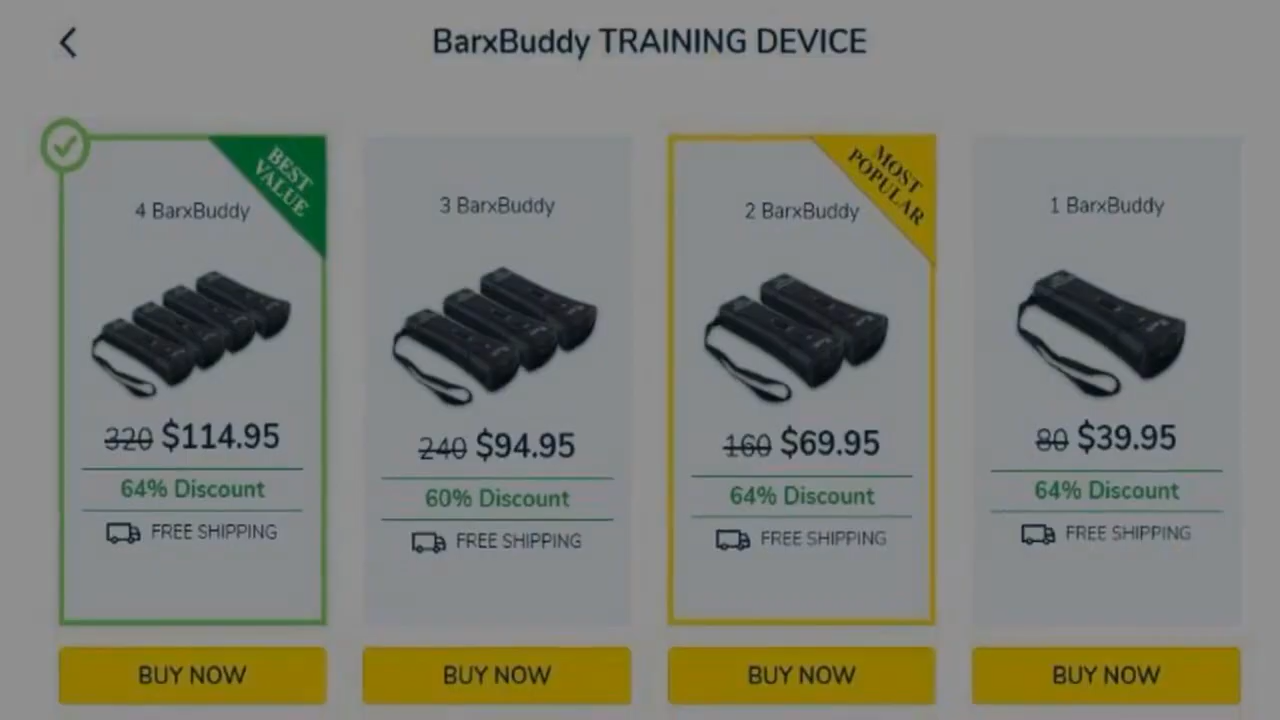 BarxBuddy TRAINING DEVICE
BEST
VALUE
4 BarxBuddy
320 $114.95
64% Discount
FREE SHIPPING
BUY NOW
3 BarxBuddy
240 $94.95
60% Discount
FREE SHIPPING
BUY NOW
MOST
POPULAR
2 BarxBuddy
160 $69.95
64% Discount
FREE SHIPPING
BUY NOW
1 BarxBuddy
80 $39.95
64% Discount
FREE SHIPPING
BUY NOW